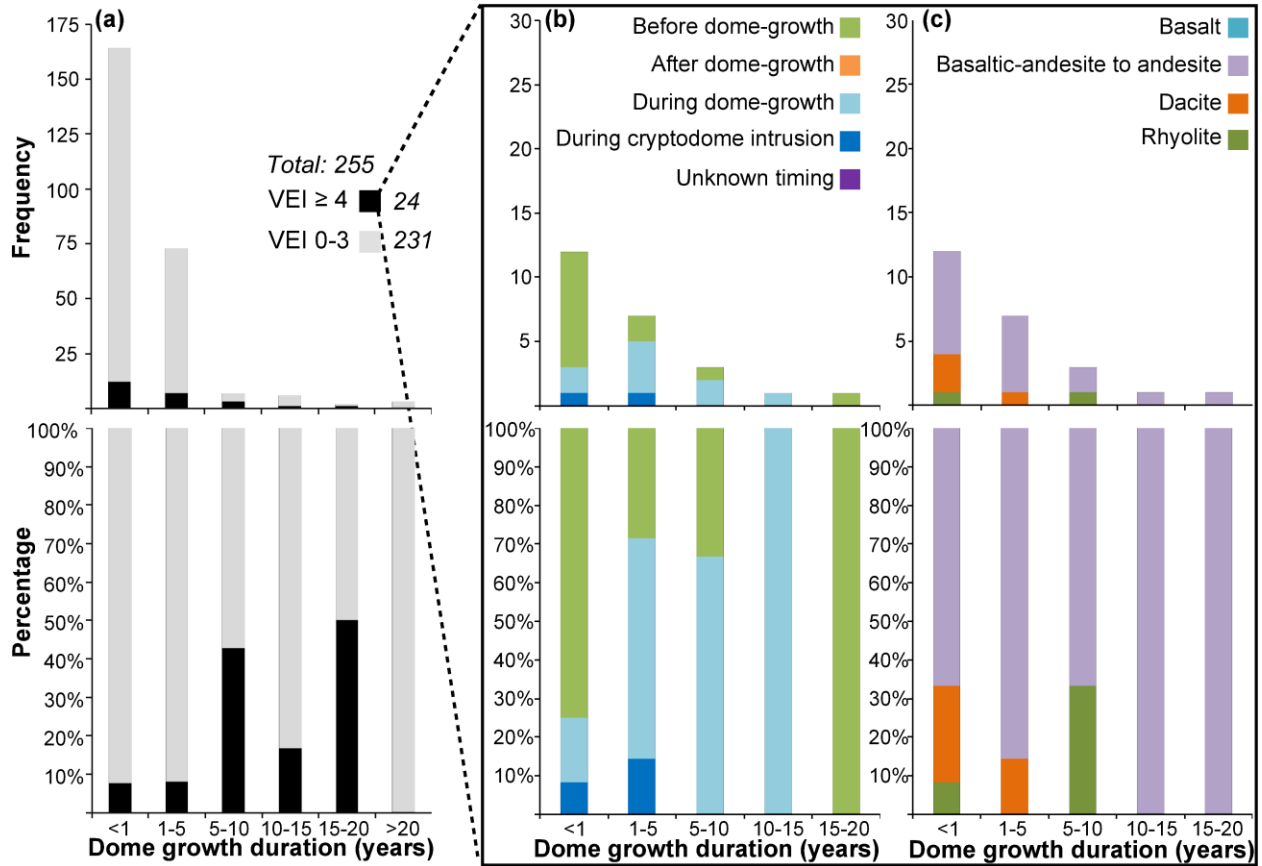 (a)
175
150
125
100
75
50
25
Frequency
Total: 255
VEI ≥ 4 24
VEI 0-3 231
100%
90%
80%
70%
60%
50%
40%
30%
20%
10%
Percentage
<1 1-5 5-10 10-15 15-20 >20
Dome growth duration (years)
(b)
30
25
20
15
10
5
Before dome-growth
After dome-growth
During dome-growth
During cryptodome intrusion
Unknown timing
100%
90%
80%
70%
60%
50%
40%
30%
20%
10%
<1 1-5 5-10 10-15 15-20
Dome growth duration (years)
(c)
30
25
20
15
10
5
Basalt
Basaltic-andesite to andesite
Dacite
Rhyolite
100%
90%
80%
70%
60%
50%
40%
30%
20%
10%
<1 1-5 5-10 10-15 15-20
Dome growth duration (years)